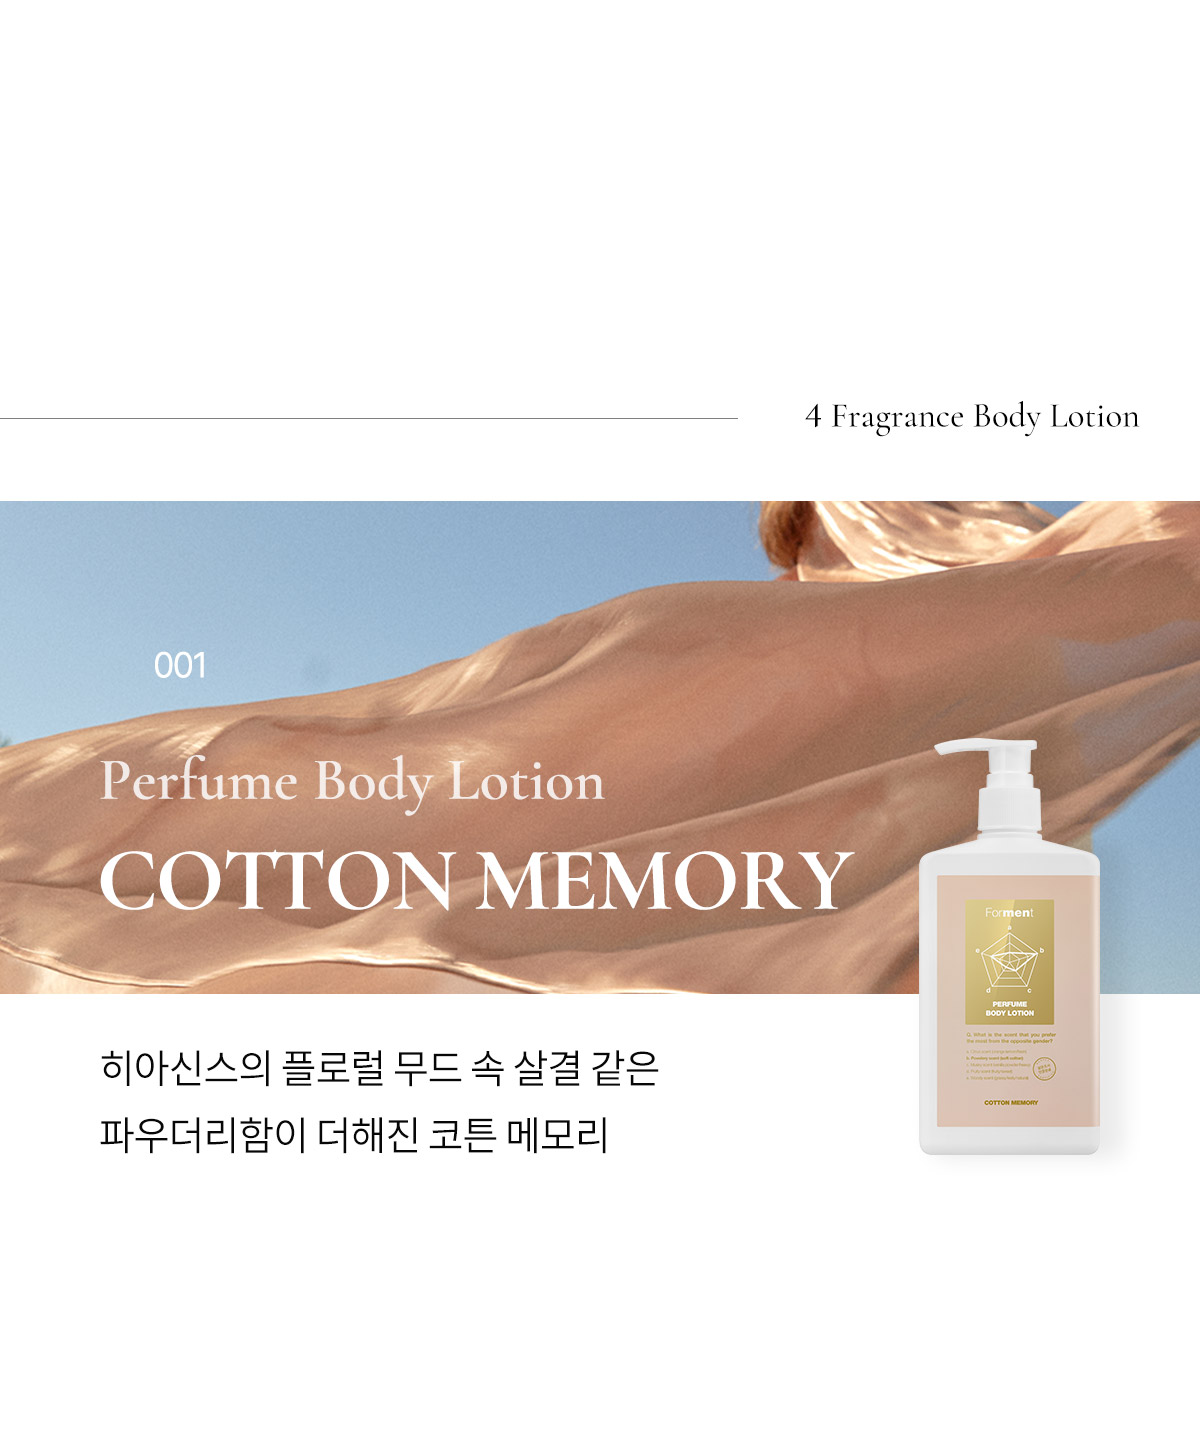 4 Fragrance Body Lotion
001
Perfume Body Lotion
COTTON MEMORY
Forment
a
e b
d c
PERFUME
BODY LOTION
Q. What is the scent that you prefer
the most from the opposite gender?
COTTON MEMORY
히아신스의 플로럴 무드 속 살결 같은
파우더리함이 더해진 코튼 메모리